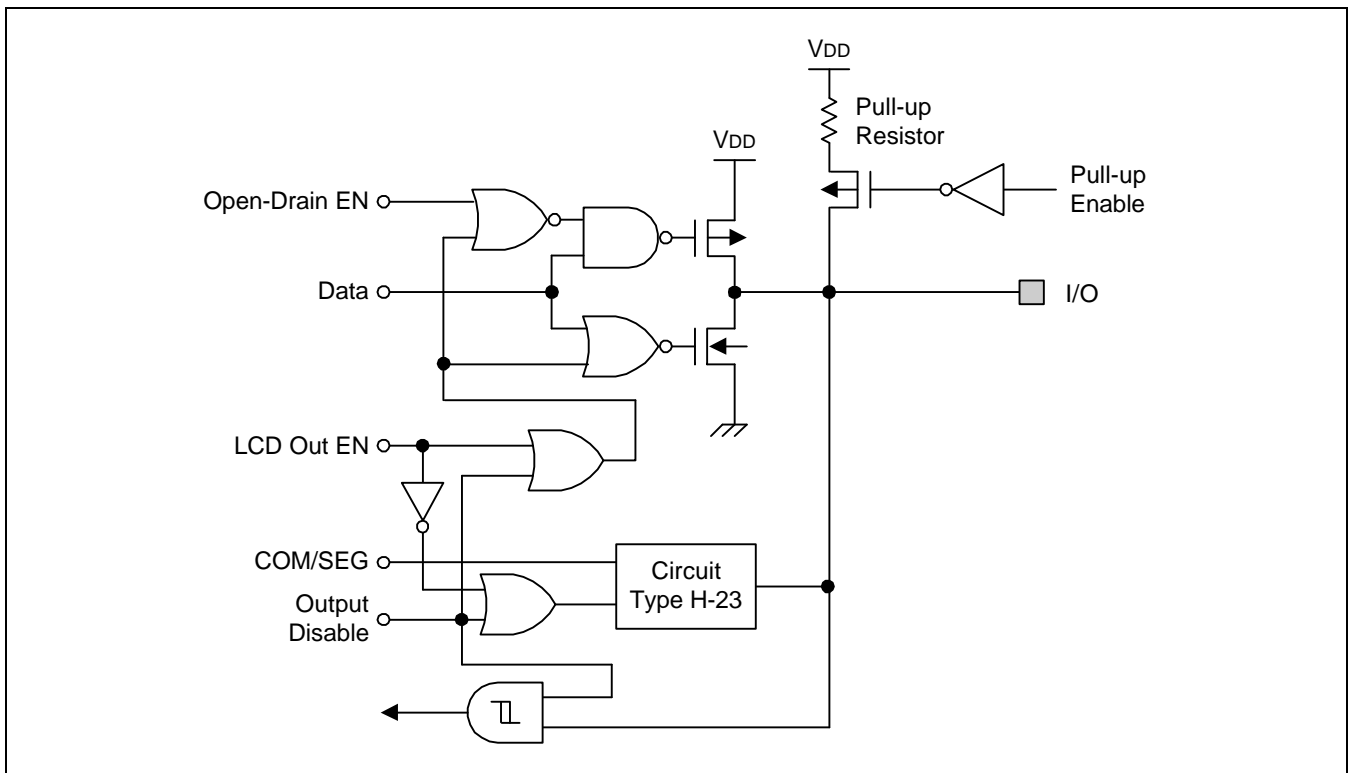 VDD
Pull-up
Resistor
VDD
Open-Drain EN
Pull-up
Enable
Data
I/O
LCD Out EN
COM/SEG
Circuit
Type H-23
Output
Disable